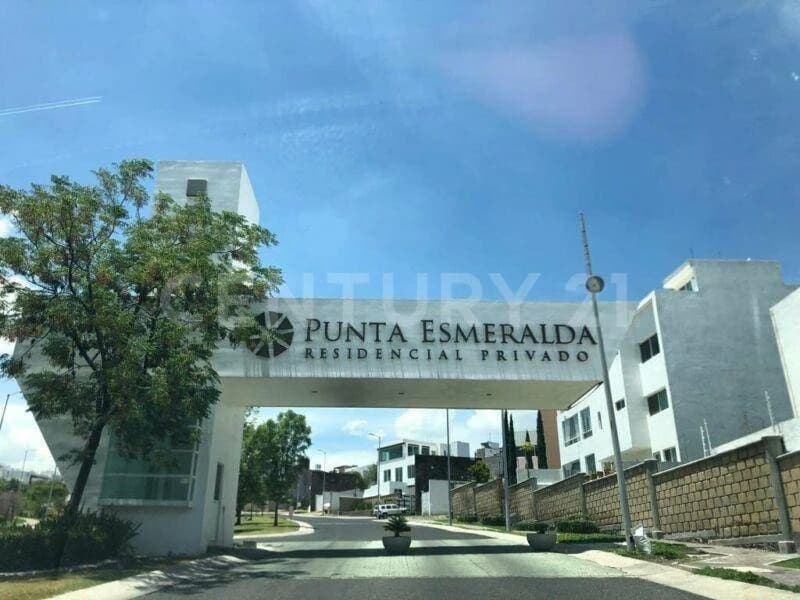 CENTURY 21
PUNTA ESMERALDA
RESIDENCIAL PRIVADO